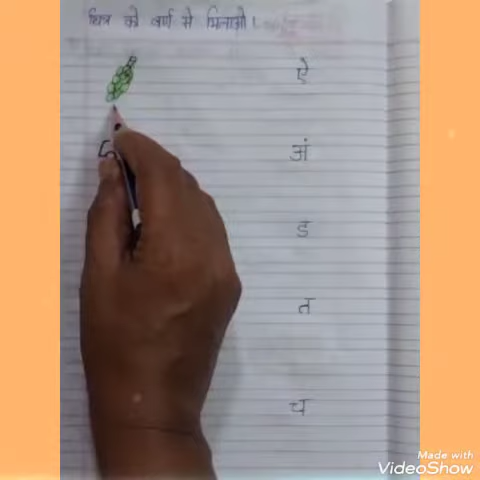 चित्र को वर्ण से मिलाओ।
ऐ
अं
ड
त
च
Made with
VideoShow